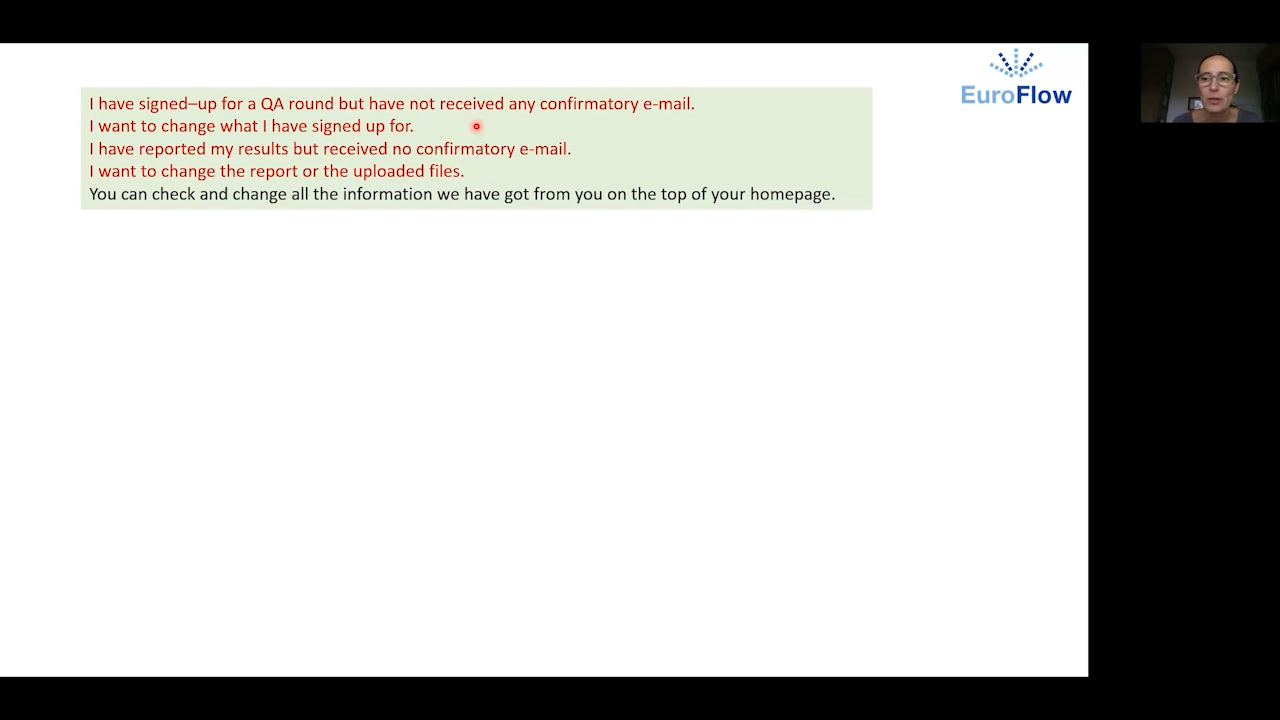 EuroFlow
I have signed–up for a QA round but have not received any confirmatory e-mail.
I want to change what I have signed up for.
I have reported my results but received no confirmatory e-mail.
I want to change the report or the uploaded files.
You can check and change all the information we have got from you on the top of your homepage.